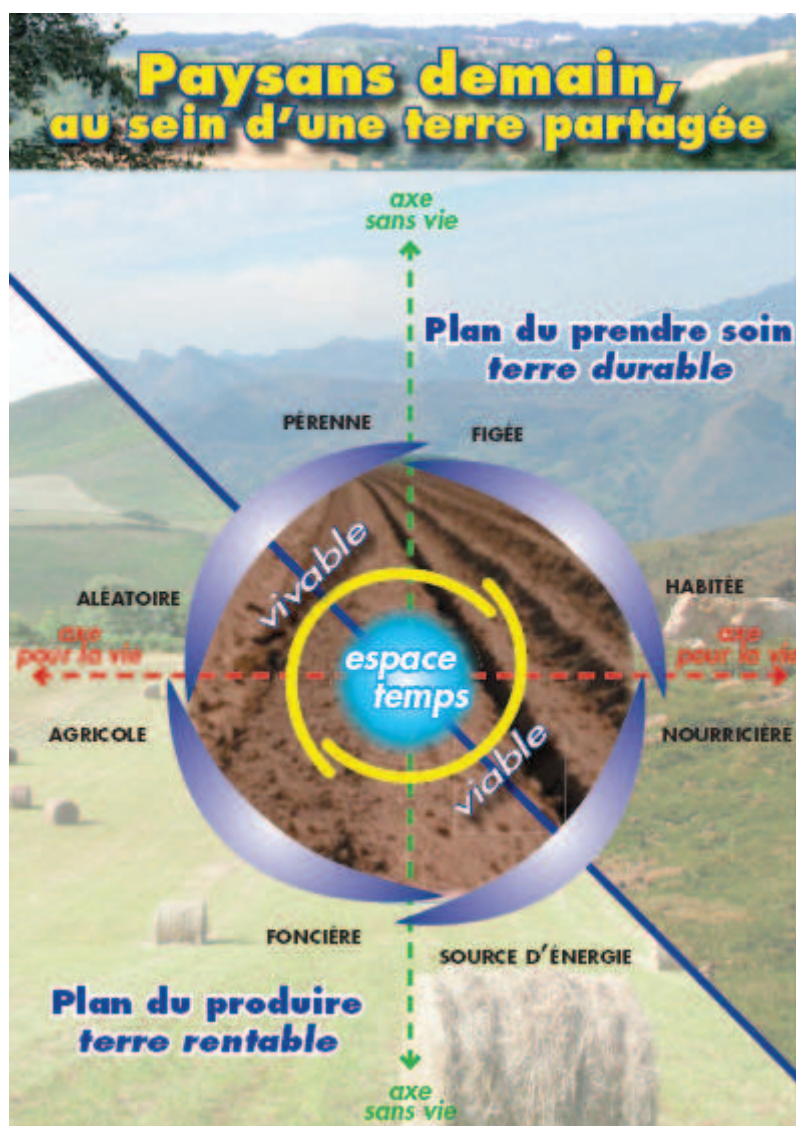 Paysans demain,
au sein d'une terre partagée
axe
sans vie
Plan du prendre soin
terre durable
PÉRENNE
FIGÉE
vivable
ALÉATOIRE
HABITÉE
axe
pour la vie
axe
pour la vie
espace
temps
AGRICOLE
NOURRICIÈRE
viable
FONCIÈRE
SOURCE D'ÉNERGIE
Plan du produire
terre rentable
axe
sans vie